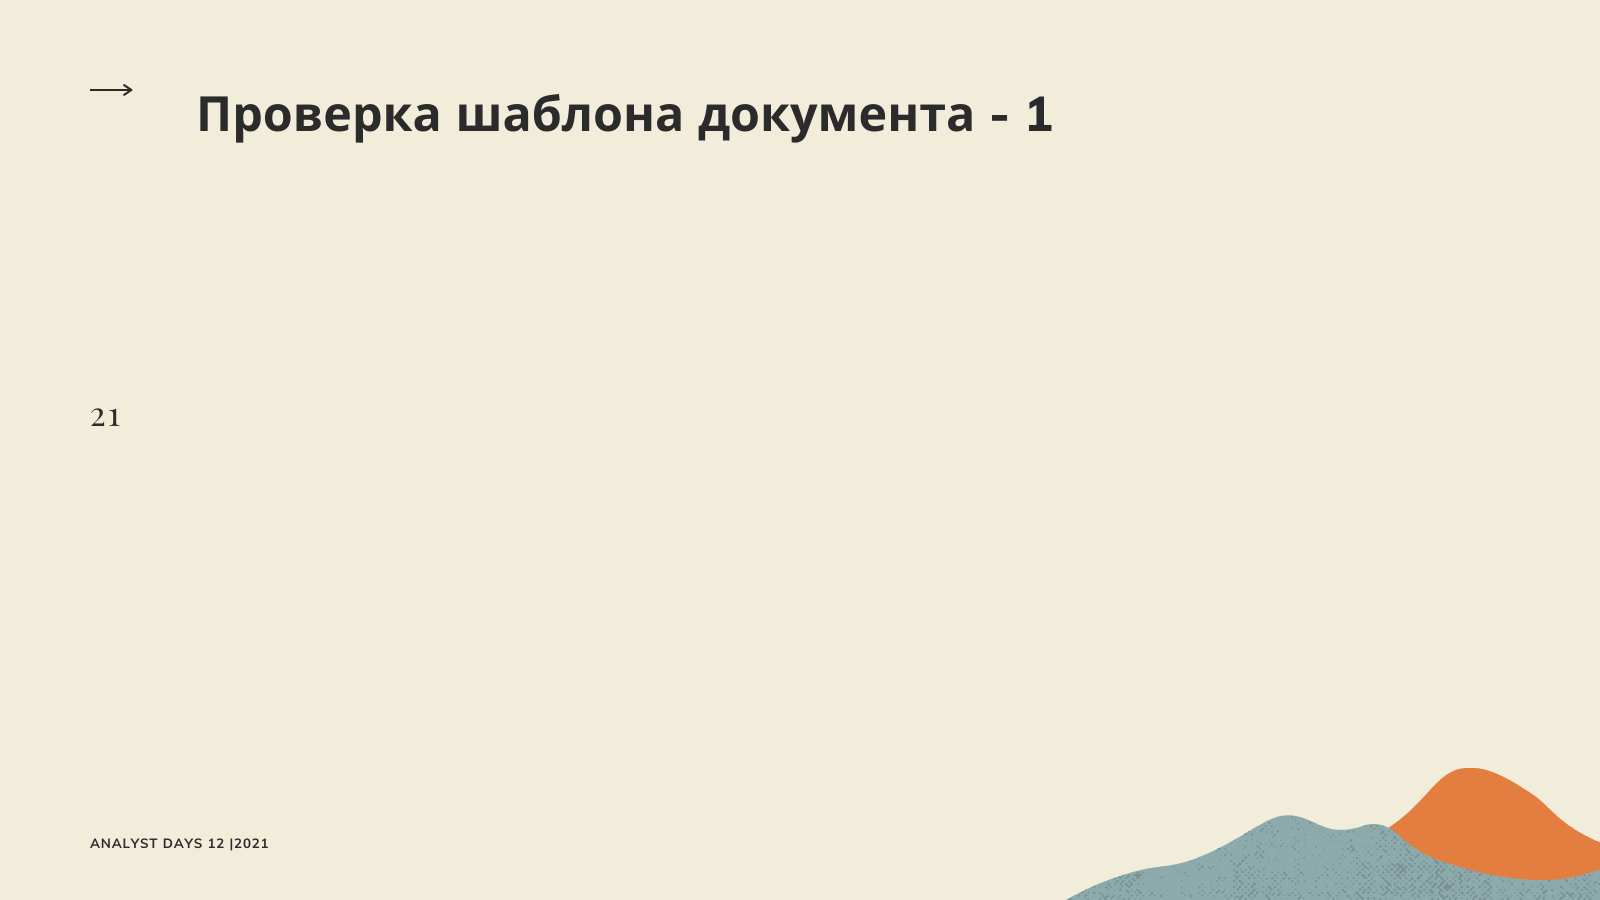 Проверка шаблона документа - 1
21
ANALYST DAYS 12 |2021